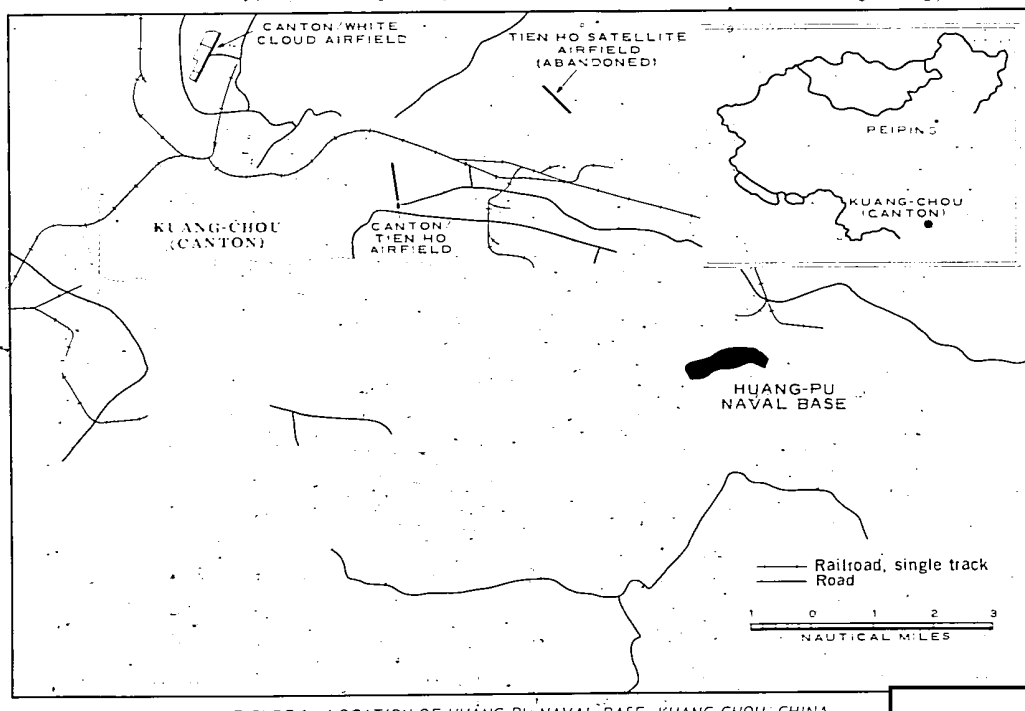 CANTON/WHITE
CLOUD AIRFIELD
TIEN HO SATELLITE
AIRFIELD
(ABANDONED)
PEIPING
KUANG-CHOU
(CANTON)
KUANG-CHOU
(CANTON)
CANTON/
TIEN HO
AIRFIELD
HUANG-PU
NAVAL BASE
Railroad, single track
Road
1 0 1 2 3
NAUTICAL MILES
LOCATION OF HUANG-PU NAVAL BASE, KUANG-CHOU, CHINA